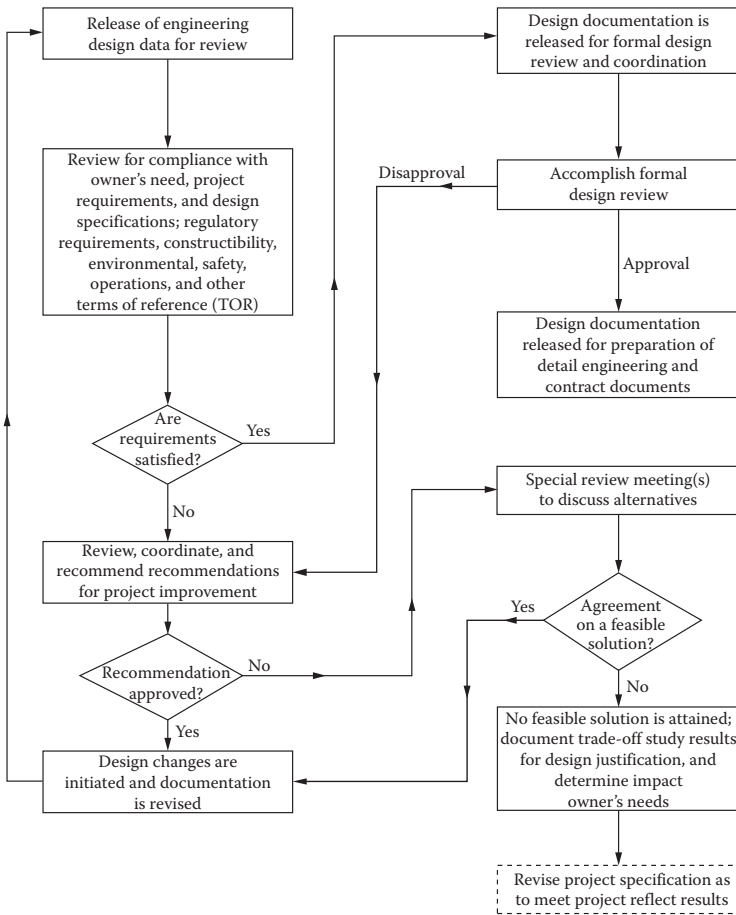 Release of engineering
design data for review
Review for compliance with
owner's need, project
requirements, and design
specifications; regulatory
requirements, constructibility,
environmental, safety,
operations, and other
terms of reference (TOR)
Are
requirements
satisfied?
Yes
No
Review, coordinate, and
recommend recommendations
for project improvement
Recommendation
approved?
No
Yes
Design changes are
initiated and documentation
is revised
Design documentation is
released for formal design
review and coordination
Accomplish formal
design review
Disapproval
Approval
Design documentation
released for preparation of
detail engineering and
contract documents
Special review meeting(s)
to discuss alternatives
Agreement
on a feasible
solution?
Yes
No
No feasible solution is attained;
document trade-off study results
for design justification, and
determine impact
owner's needs
Revise project specification as
to meet project reflect results